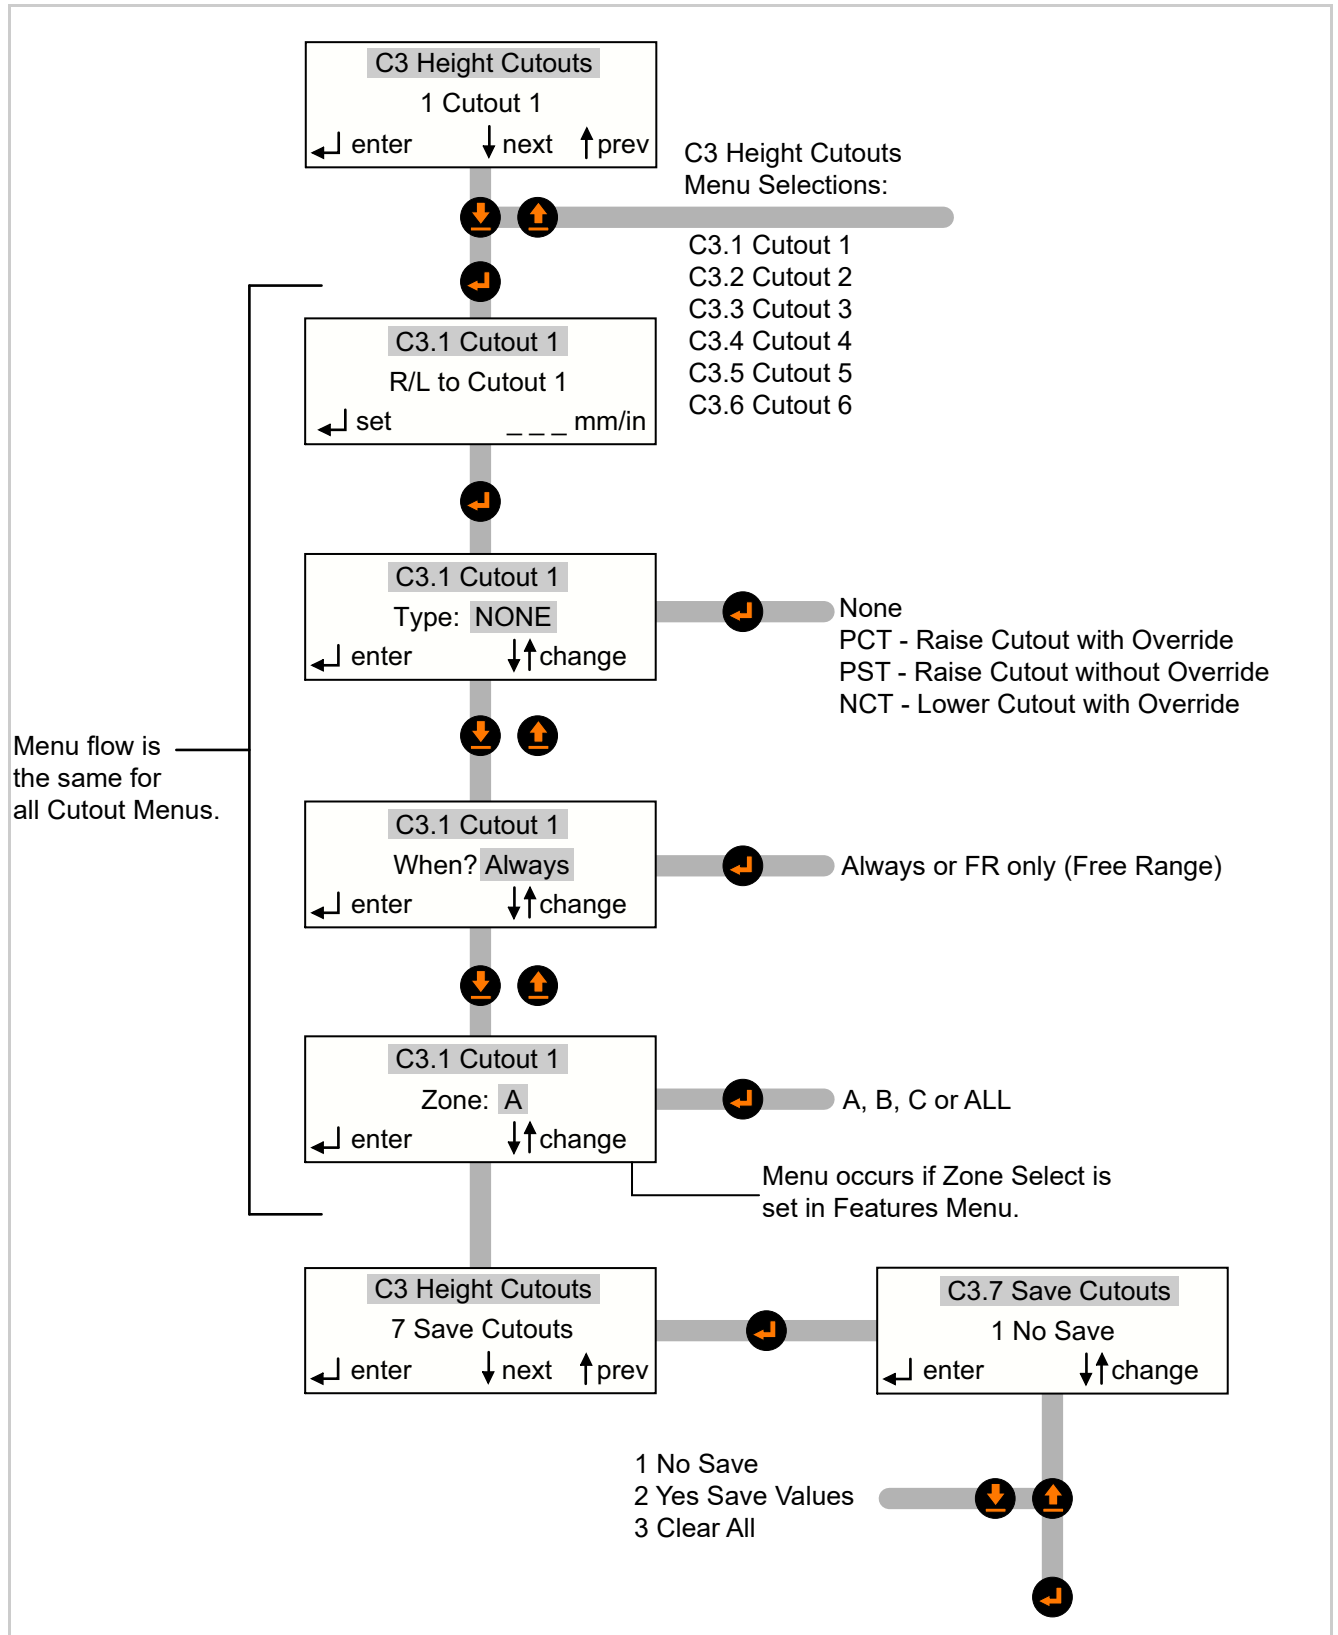 C3 Height Cutouts
1 Cutout 1
enter next prev
C3 Height Cutouts
Menu Selections:
C3.1 Cutout 1
C3.2 Cutout 2
C3.3 Cutout 3
C3.4 Cutout 4
C3.5 Cutout 5
C3.6 Cutout 6
C3.1 Cutout 1
R/L to Cutout 1
set _ _ _ mm/in
C3.1 Cutout 1
Type: NONE
enter change
None
PCT - Raise Cutout with Override
PST - Raise Cutout without Override
NCT - Lower Cutout with Override
Menu flow is
the same for
all Cutout Menus.
C3.1 Cutout 1
When? Always
enter change
Always or FR only (Free Range)
C3.1 Cutout 1
Zone: A
enter change
A, B, C or ALL
Menu occurs if Zone Select is
set in Features Menu.
C3 Height Cutouts
7 Save Cutouts
enter next prev
C3.7 Save Cutouts
1 No Save
enter change
1 No Save
2 Yes Save Values
3 Clear All